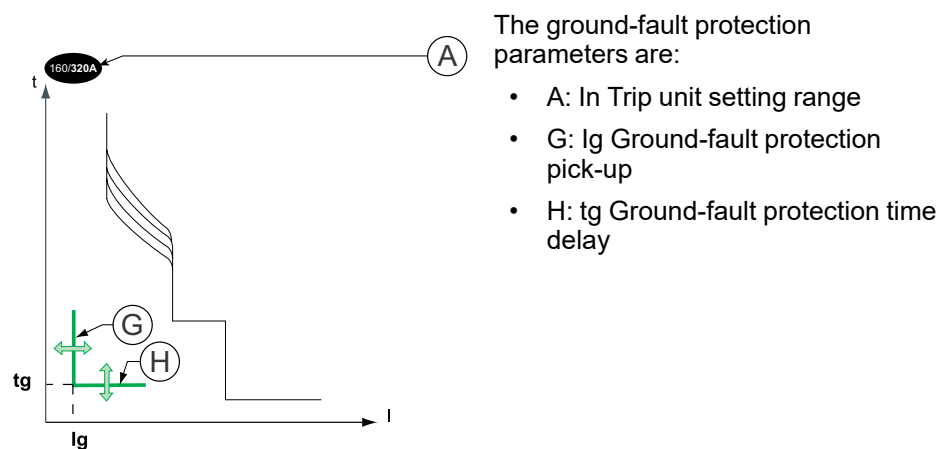 The ground-fault protection
parameters are:
• A: In Trip unit setting range
• G: Ig Ground-fault protection
pick-up
• H: tg Ground-fault protection time
delay
160/320A
A
t
G
H
tg
I
Ig